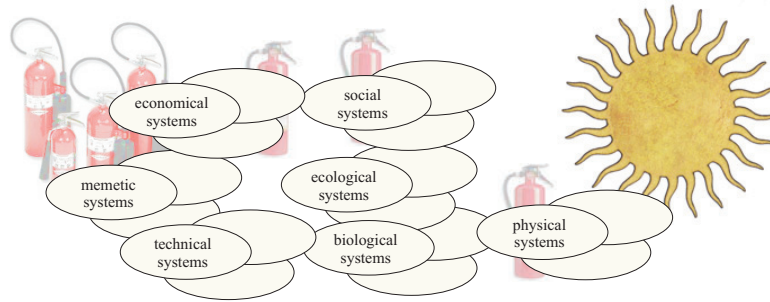 economical
systems
social
systems
memetic
systems
ecological
systems
technical
systems
biological
systems
physical
systems